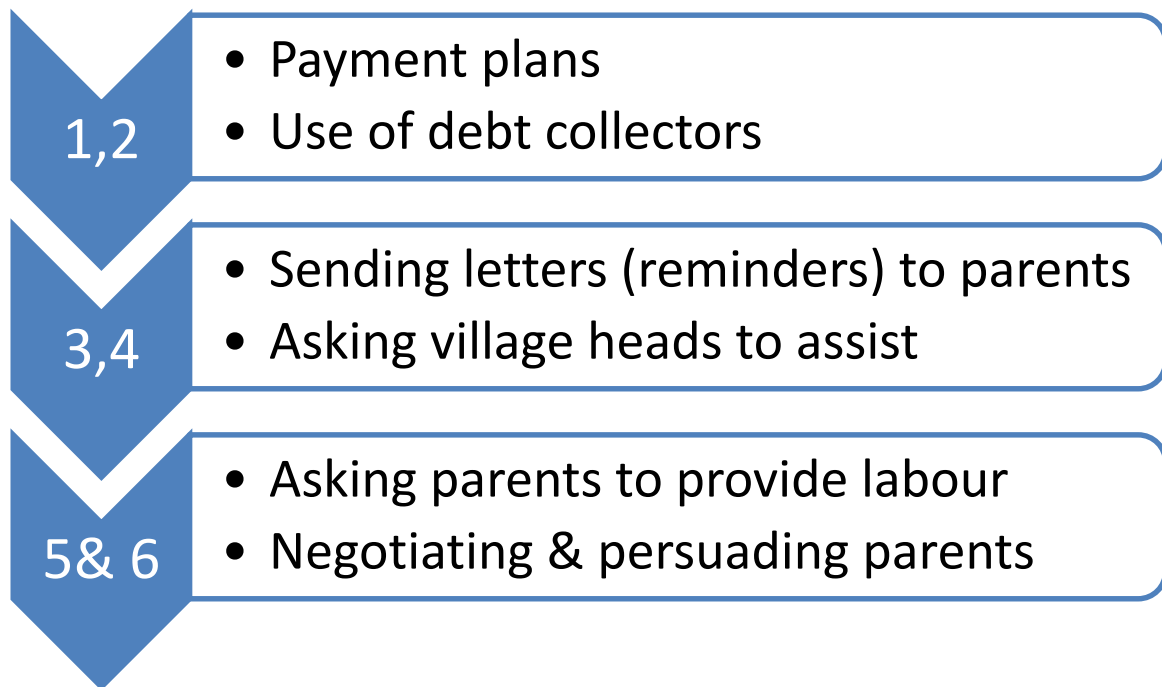 1,2
• Payment plans
• Use of debt collectors
3,4
• Sending letters (reminders) to parents
• Asking village heads to assist
5& 6
• Asking parents to provide labour
• Negotiating & persuading parents